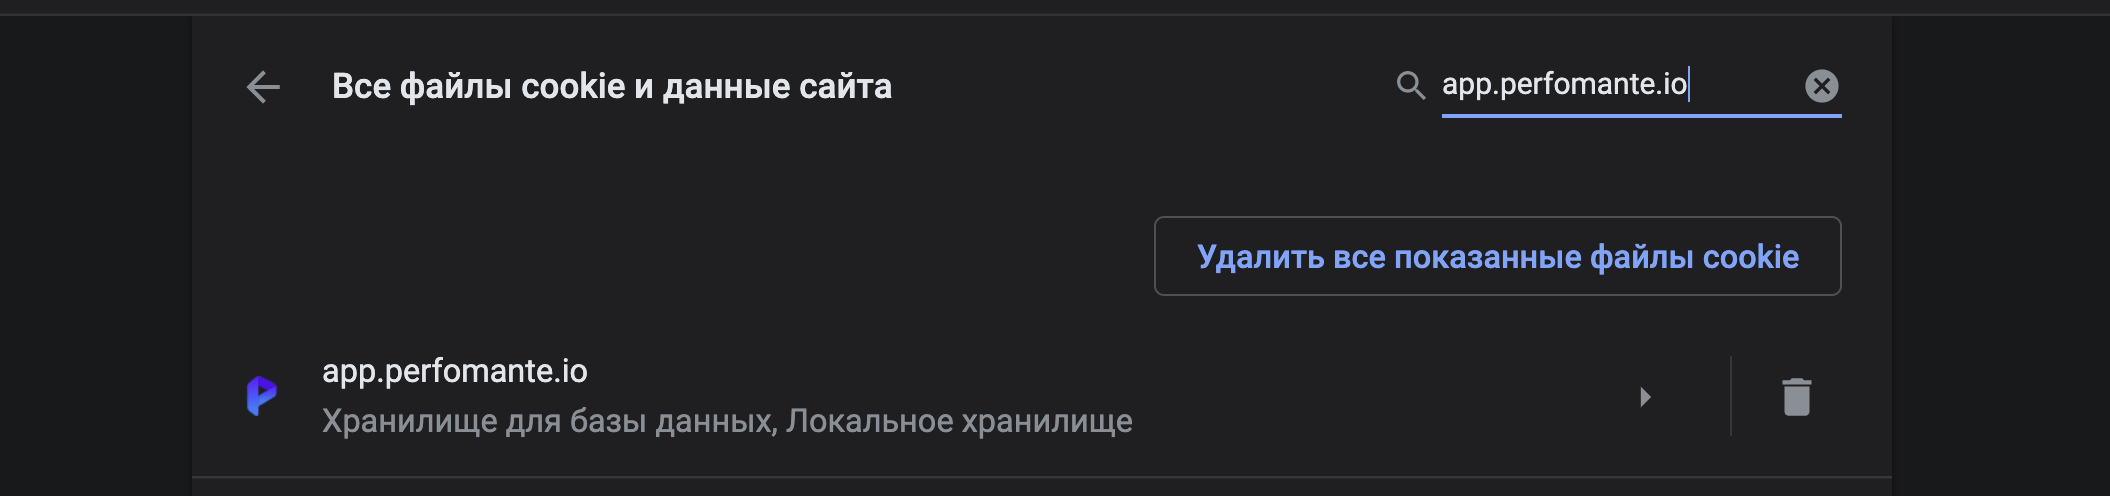 Все файлы cookie и данные сайта
app.perfomante.io
Удалить все показанные файлы cookie
app.perfomante.io
Хранилище для базы данных, Локальное хранилище